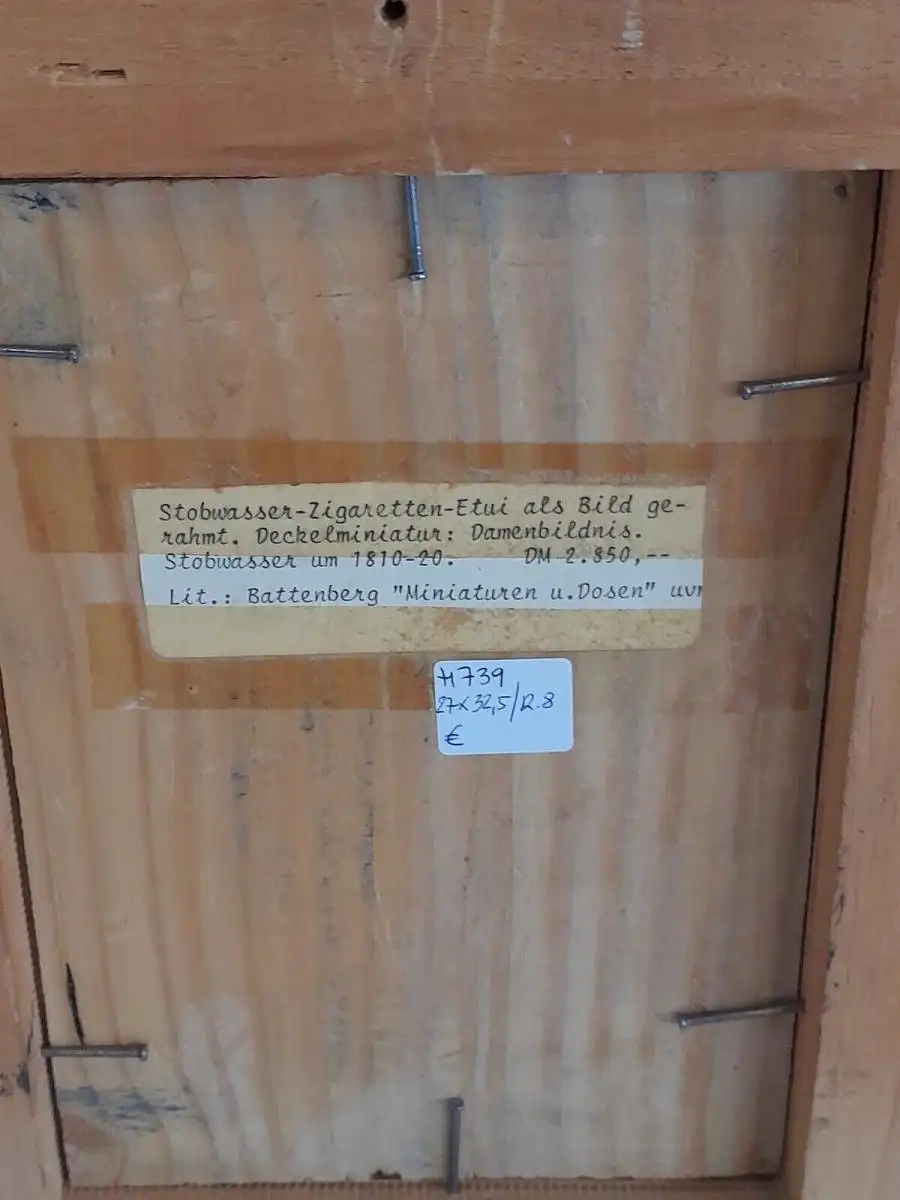 Stobwasser-Zigaretten-Etui als Bild ge-
rahmt. Deckelminiatur: Damenbildnis.
Stobwasser um 1810-20. DM 2.850,--
Lit.: Battenberg "Miniaturen u.Dosen"
H739
27x32,5/R.8
€